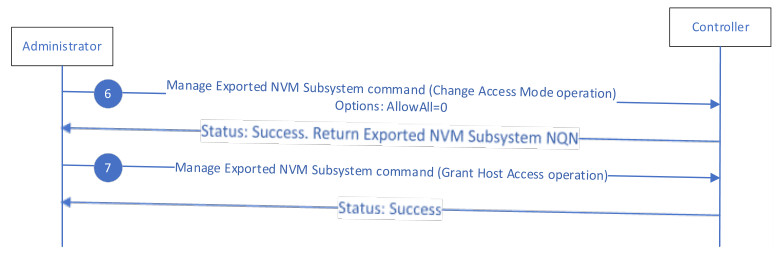 Administrator
Controller
6
Manage Exported NVM Subsystem command (Change Access Mode operation)
Options: AllowAll=0
Status: Success. Return Exported NVM Subsystem NQN
7
Manage Exported NVM Subsystem command (Grant Host Access operation)
Status: Success